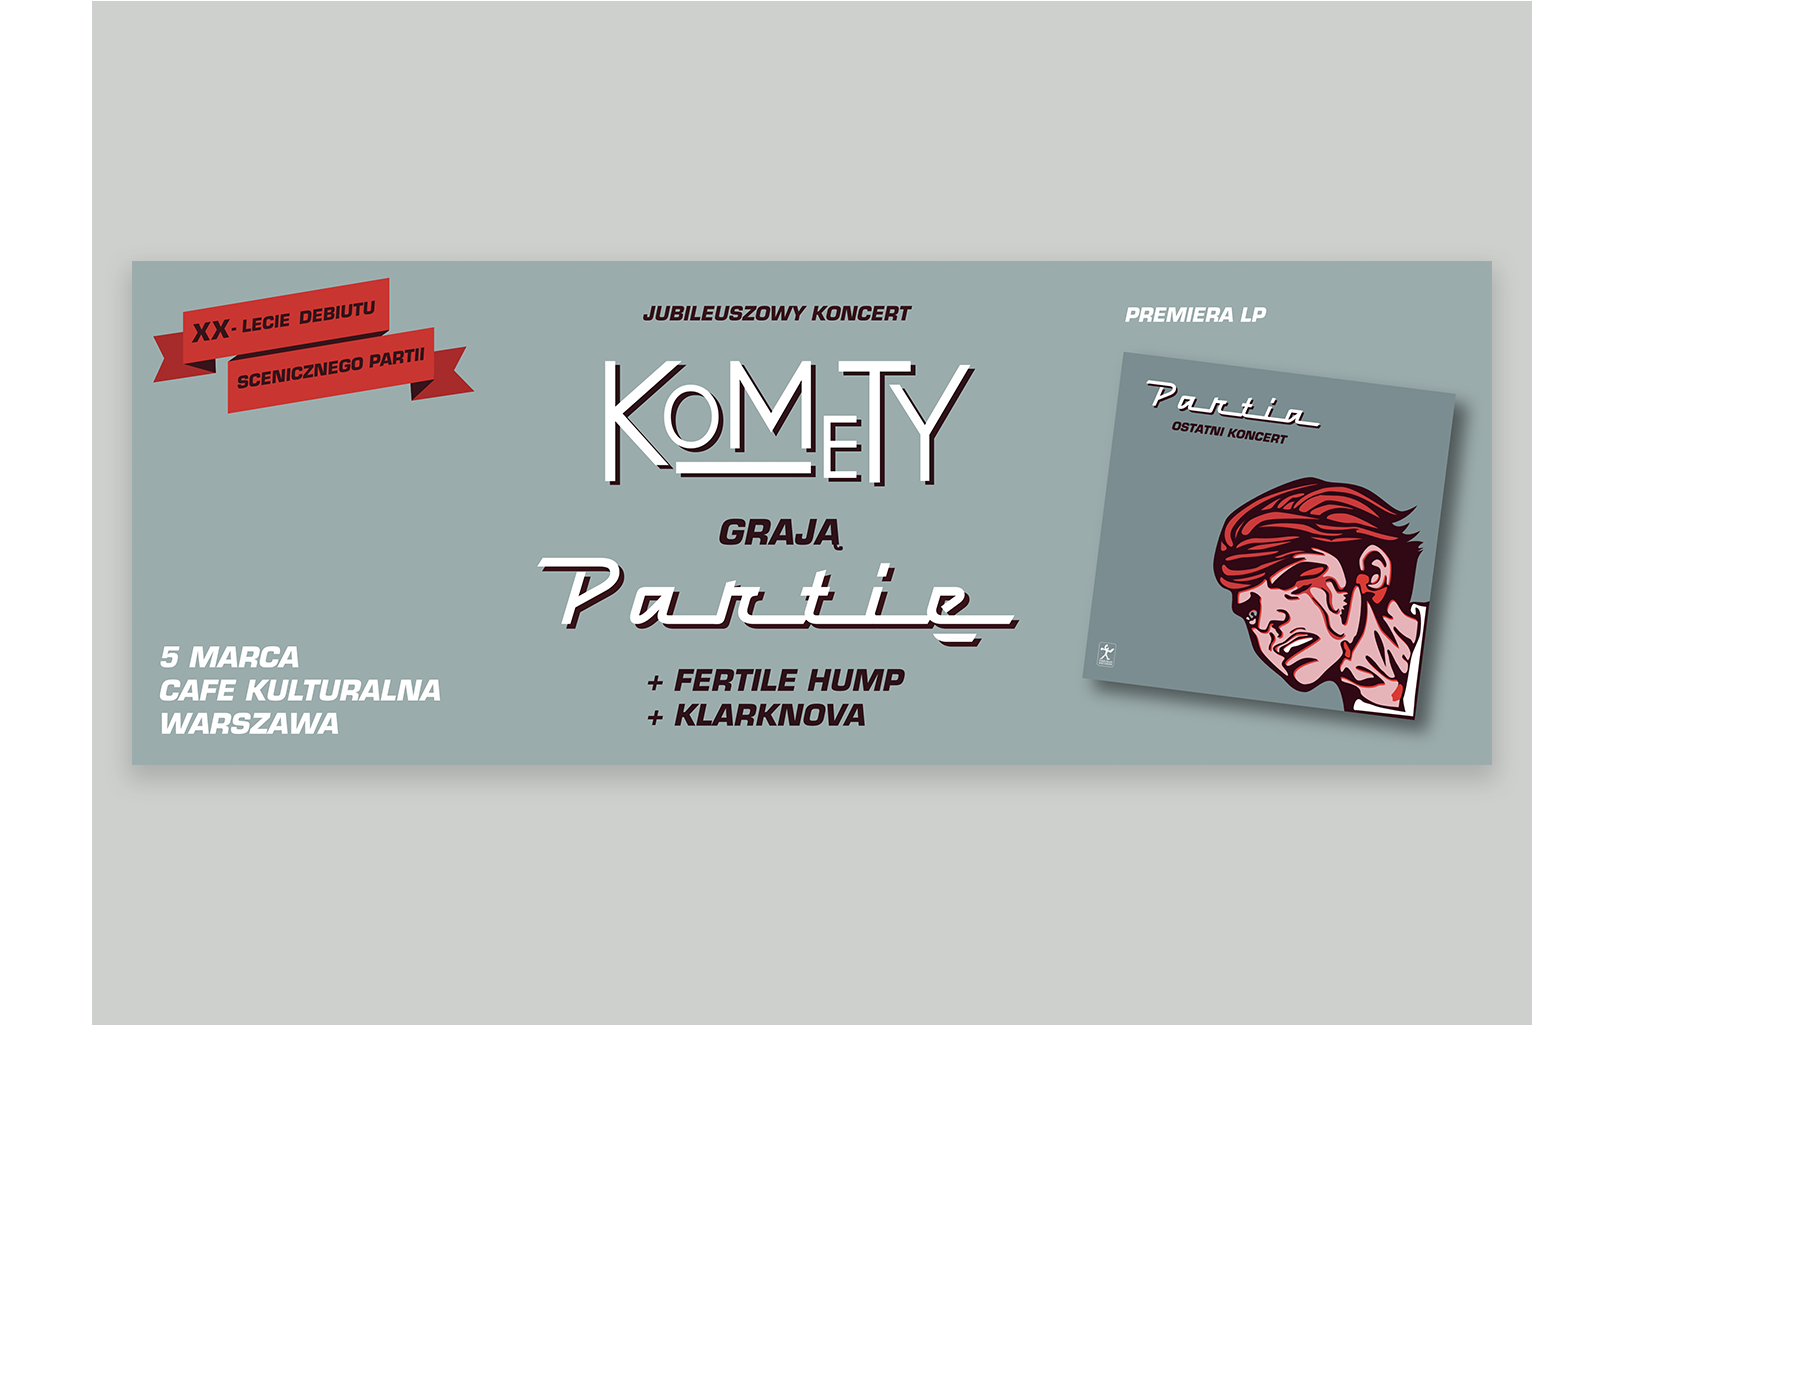 XX- LECIE DEBIUTU
SCENICZNEGO PARTII
5 MARCA
CAFE KULTURALNA
WARSZAWA
JUBILEUSZOWY KONCERT
KOMETY
GRAJĄ
Partię
+ FERTILE HUMP
+ KLARKNOVA
PREMIERA LP
Partia
OSTATNI KONCERT